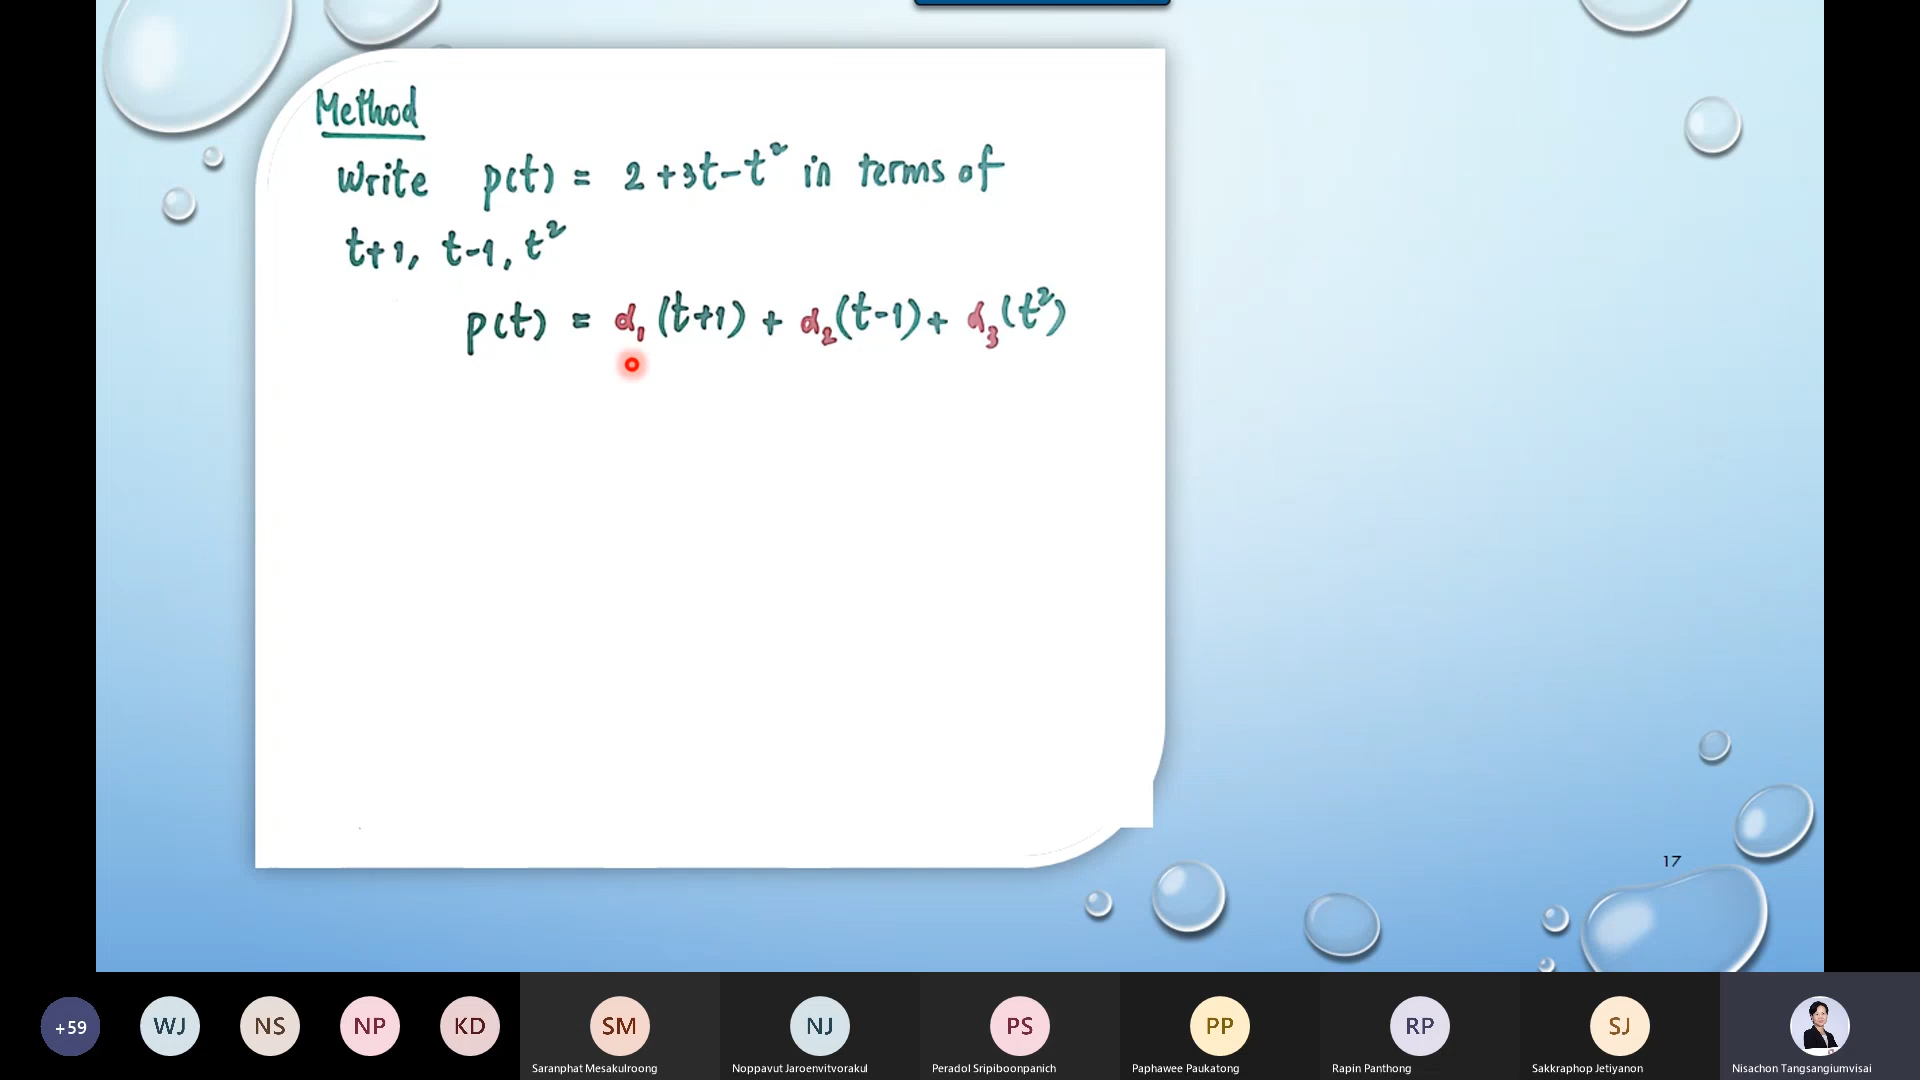 Method
Write p(t) = 2 + 3t - t² in terms of
t+1, t-1, t²
p(t) = α₁ (t+1) + α₂(t-1) + α₃(t²)
17
+59
WJ
NS
NP
KD
SM
NJ
PS
PP
RP
SJ
Saranphat Mesakulroong
Noppavut Jaroenvitvorakul
Peradol Sripiboonpanich
Paphawee Paukatong
Rapin Panthong
Sakkraphop Jetiyanon
Nisachon Tangsangiumvisai